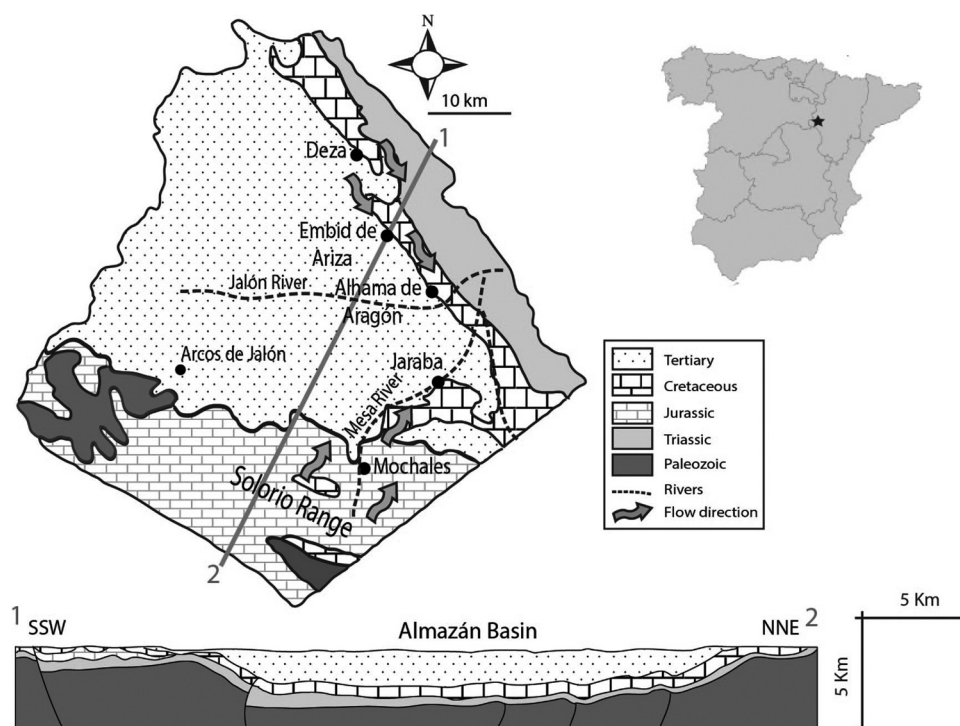 N
10 km
1
Deza
Embid de
Ariza
Jalón River
Alhama de
Aragón
Arcos de Jalón
Jaraba
Mesa River
Mochales
Solorio Range
2
Tertiary
Cretaceous
Jurassic
Triassic
Paleozoic
Rivers
Flow direction
1
SSW
Almazán Basin
NNE
2
5 Km
5 Km